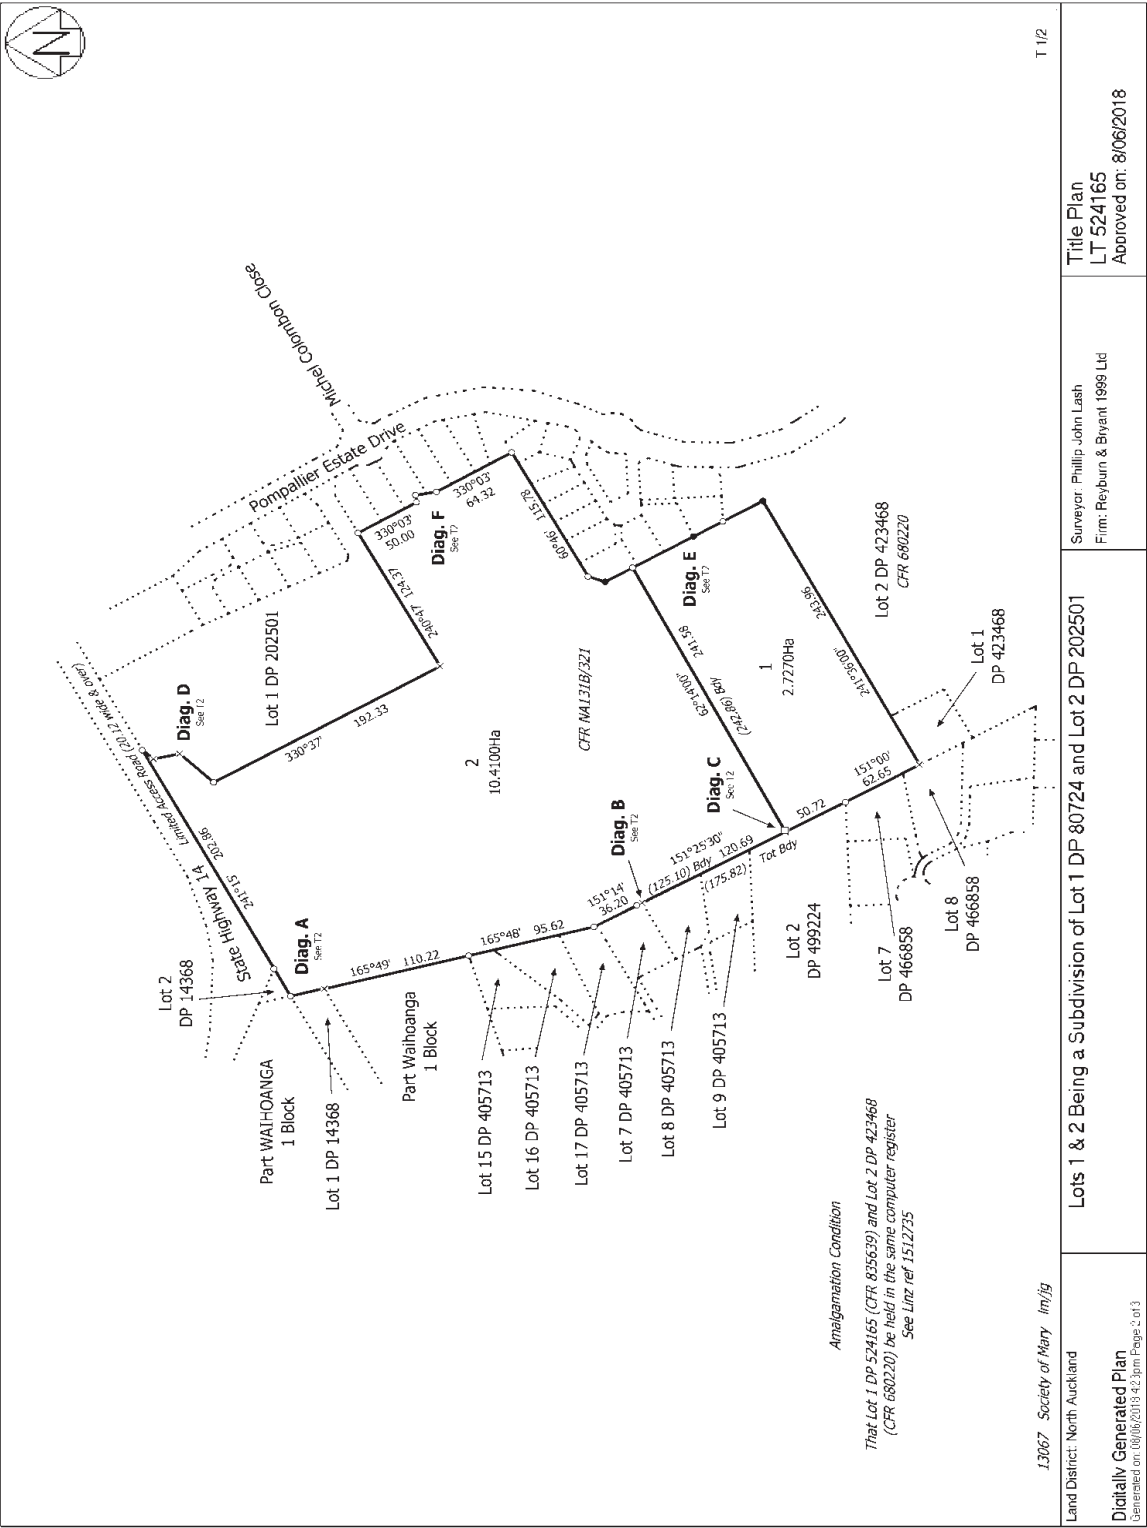 N
T 1/2
Michel Colombon Close
Pompallier Estate Drive
Limited Access Road (20.12 wide & over)
State Highway 14
241°15' 202.86
Diag. D
See T2
Lot 1 DP 202501
330°37' 192.33
240°47' 124.37
330°03'
50.00
Diag. F
See T2
330°03'
64.32
60°46' 115.78
Lot 2
DP 14368
Diag. A
See T2
165°49' 110.22
165°48' 95.62
2
10.4100Ha
CFR NA131B/321
Diag. E
See T2
151°14'
36.20
Diag. B
See T2
151°25'30" 120.69
(125.10) Bdy
(175.82) Tot Bdy
Diag. C
See T2
62°14'00" 241.58
(242.86) Bdy
1
2.7270Ha
243.96
241°36'00"
50.72
151°00'
62.65
Lot 2 DP 423468
CFR 680220
Lot 1
DP 423468
Part WAIHOANGA
1 Block
Lot 1 DP 14368
Part Waihoanga
1 Block
Lot 15 DP 405713
Lot 16 DP 405713
Lot 17 DP 405713
Lot 7 DP 405713
Lot 8 DP 405713
Lot 9 DP 405713
Lot 2
DP 499224
Lot 7
DP 466858
Lot 8
DP 466858
Amalgamation Condition
That Lot 1 DP 524165 (CFR 835639) and Lot 2 DP 423468
(CFR 680220) be held in the same computer register
See Linz ref 1512735
13067 Society of Mary lm/jg
Land District: North Auckland
Digitally Generated Plan
Generated on: 08/06/2018 4:23pm Page 2 of 3
Lots 1 & 2 Being a Subdivision of Lot 1 DP 80724 and Lot 2 DP 202501
Surveyor: Phillip John Lash
Firm: Reyburn & Bryant 1999 Ltd
Title Plan
LT 524165
Approved on: 8/06/2018